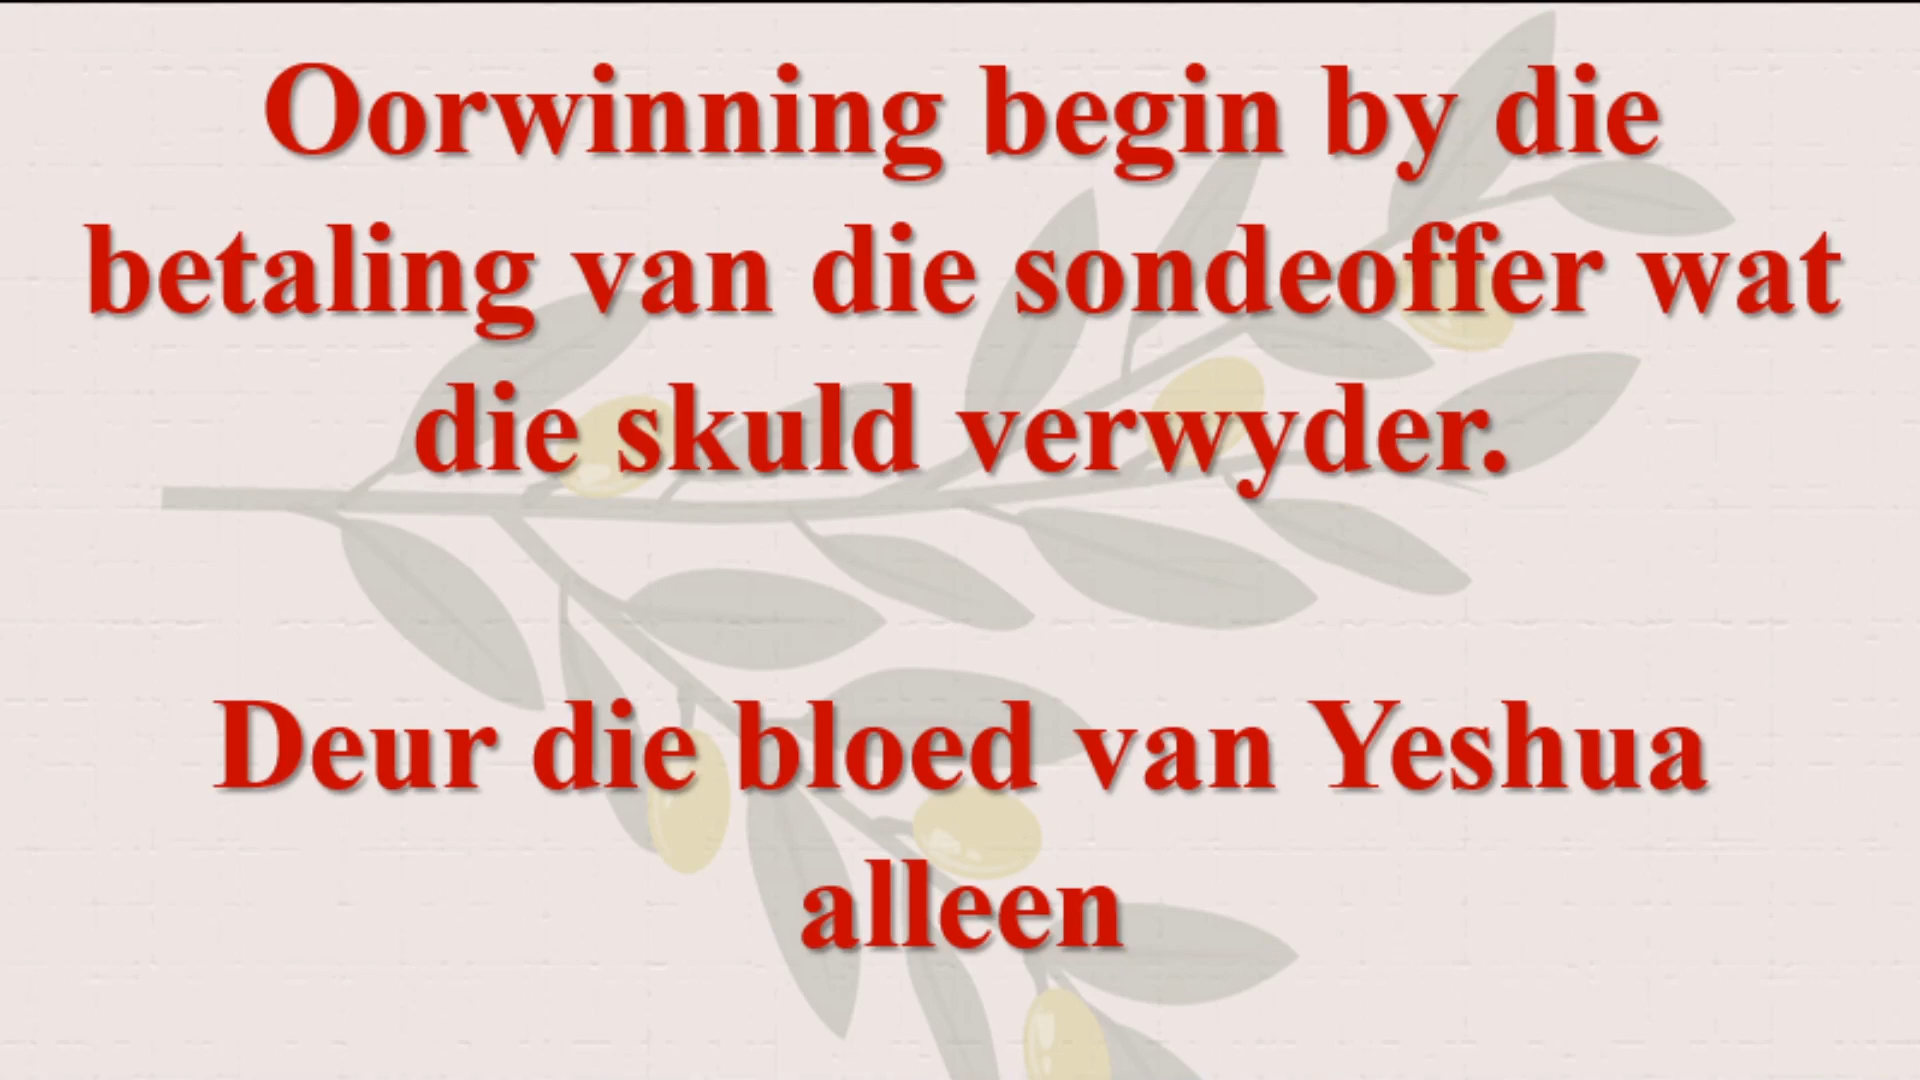 Oorwinning begin by die
betaling van die sondeoffer wat
die skuld verwyder.
Deur die bloed van Yeshua
alleen